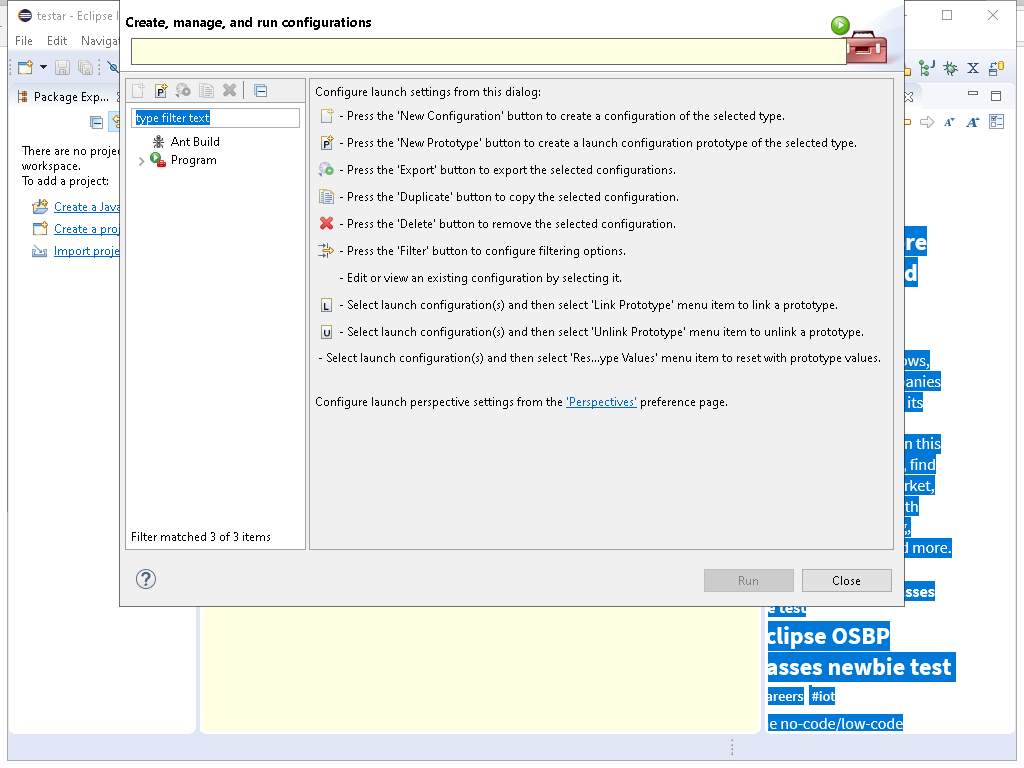 testar - Eclipse I
Create, manage, and run configurations
File Edit Navigat
Package Exp...
type filter text
Ant Build
Program
Filter matched 3 of 3 items
There are no proje
workspace.
To add a project:
Create a Java
Create a proj
Import proje
Configure launch settings from this dialog:
- Press the 'New Configuration' button to create a configuration of the selected type.
- Press the 'New Prototype' button to create a launch configuration prototype of the selected type.
- Press the 'Export' button to export the selected configurations.
- Press the 'Duplicate' button to copy the selected configuration.
- Press the 'Delete' button to remove the selected configuration.
- Press the 'Filter' button to configure filtering options.
- Edit or view an existing configuration by selecting it.
- Select launch configuration(s) and then select 'Link Prototype' menu item to link a prototype.
- Select launch configuration(s) and then select 'Unlink Prototype' menu item to unlink a prototype.
- Select launch configuration(s) and then select 'Res...ype Values' menu item to reset with prototype values.
Configure launch perspective settings from the 'Perspectives' preference page.
Run
Close
re
d
ows,
anies
its
n this
, find
rket,
th
d more.
sses
e test
clipse OSBP
asses newbie test
areers #iot
e no-code/low-code